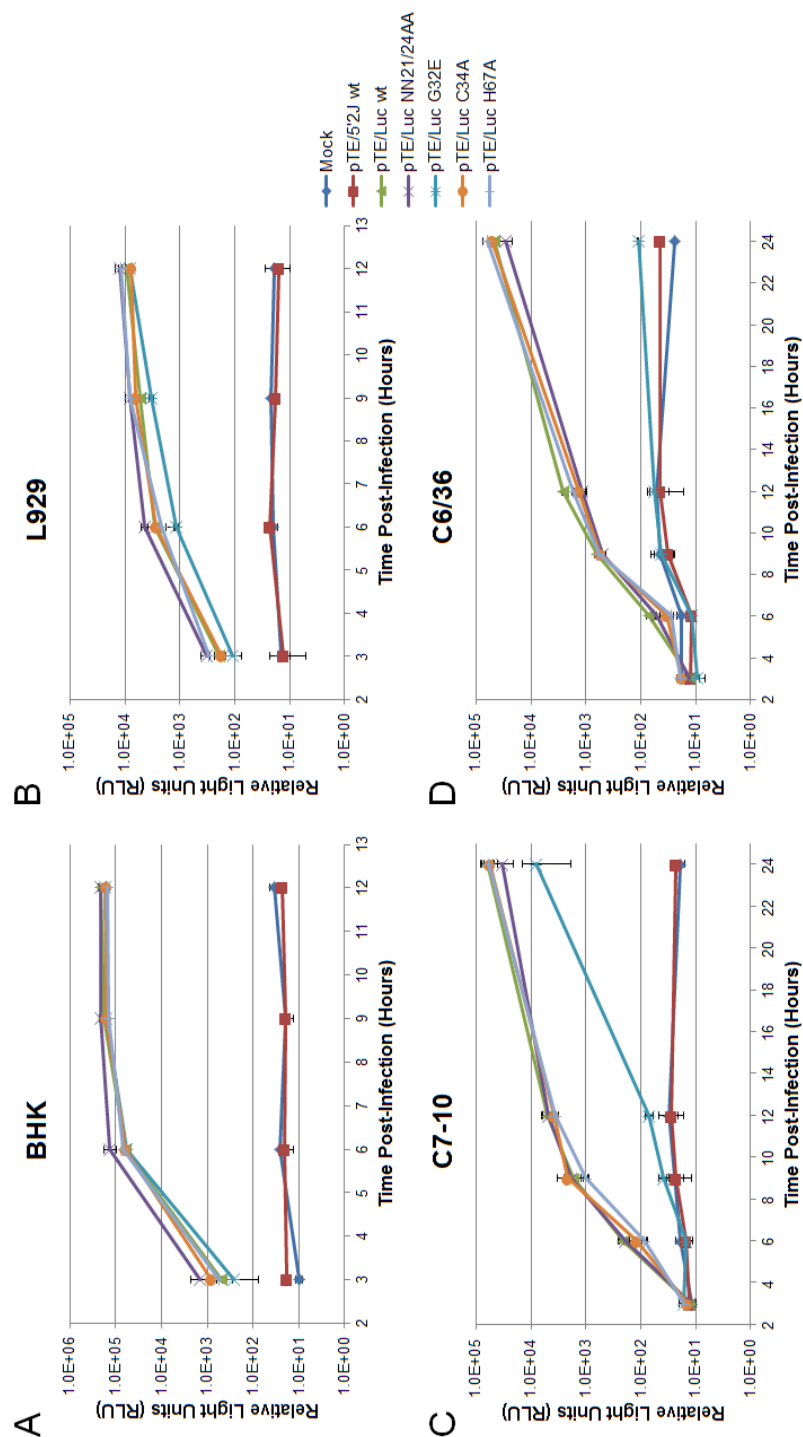 A
BHK
Relative Light Units (RLU)
1.0E+06
1.0E+05
1.0E+04
1.0E+03
1.0E+02
1.0E+01
1.0E+00
2 3 4 5 6 7 8 9 10 11 12 13
Time Post-Infection (Hours)
B
L929
Relative Light Units (RLU)
1.0E+05
1.0E+04
1.0E+03
1.0E+02
1.0E+01
1.0E+00
2 3 4 5 6 7 8 9 10 11 12 13
Time Post-Infection (Hours)
C
C7-10
Relative Light Units (RLU)
1.0E+05
1.0E+04
1.0E+03
1.0E+02
1.0E+01
1.0E+00
2 4 6 8 10 12 14 16 18 20 22 24
Time Post-Infection (Hours)
D
C6/36
Relative Light Units (RLU)
1.0E+05
1.0E+04
1.0E+03
1.0E+02
1.0E+01
1.0E+00
2 4 6 8 10 12 14 16 18 20 22 24
Time Post-Infection (Hours)
Mock
pTE/5'2J wt
pTE/Luc wt
pTE/Luc NN21/24AA
pTE/Luc G32E
pTE/Luc C34A
pTE/Luc H67A